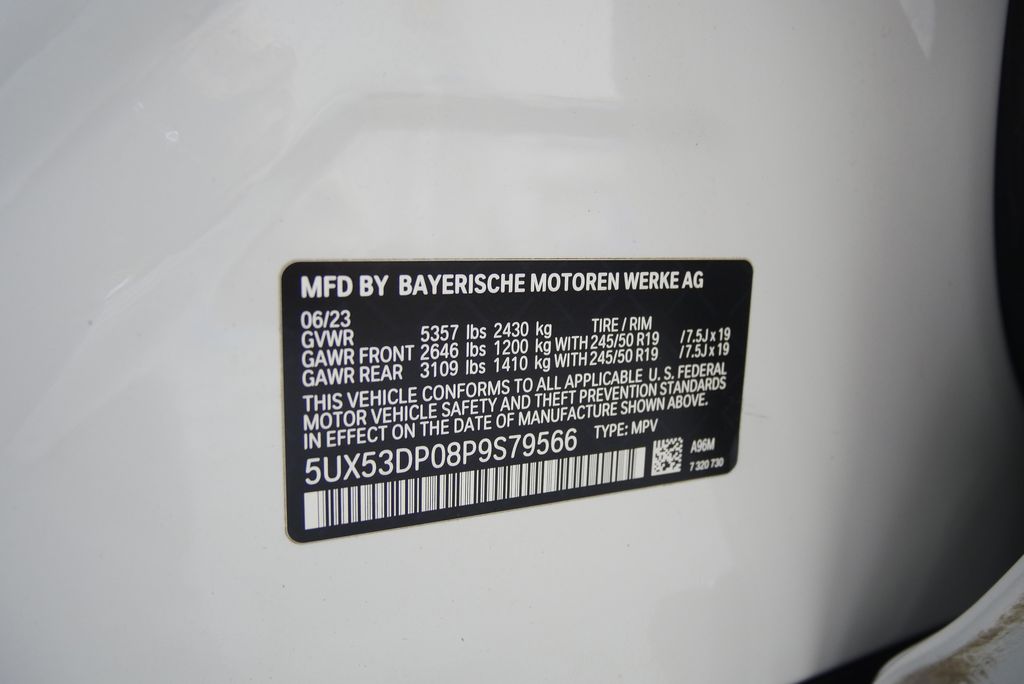 MFD BY BAYERISCHE MOTOREN WERKE AG
06/23 TIRE / RIM
GVWR 5357 lbs 2430 kg
GAWR FRONT 2646 lbs 1200 kg WITH 245/50 R19 /7.5J x 19
GAWR REAR 3109 lbs 1410 kg WITH 245/50 R19 /7.5J x 19
THIS VEHICLE CONFORMS TO ALL APPLICABLE U.S. FEDERAL
MOTOR VEHICLE SAFETY AND THEFT PREVENTION STANDARDS
IN EFFECT ON THE DATE OF MANUFACTURE SHOWN ABOVE.
5UX53DP08P9S79566 TYPE: MPV
A96M
7 320 730